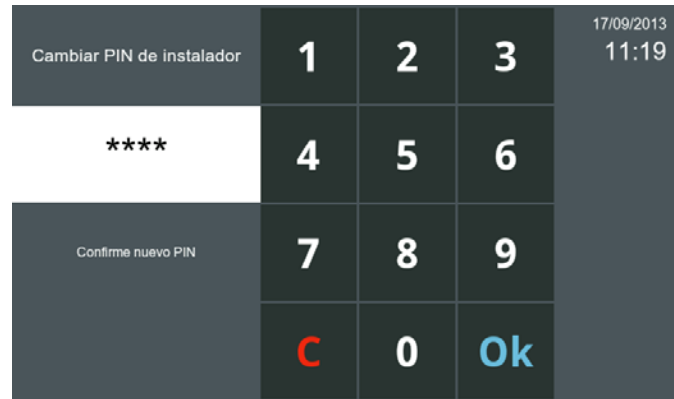 Cambiar PIN de instalador
1 2 3
17/09/2013
11:19
****
4 5 6
Confirme nuevo PIN
7 8 9
C 0 Ok